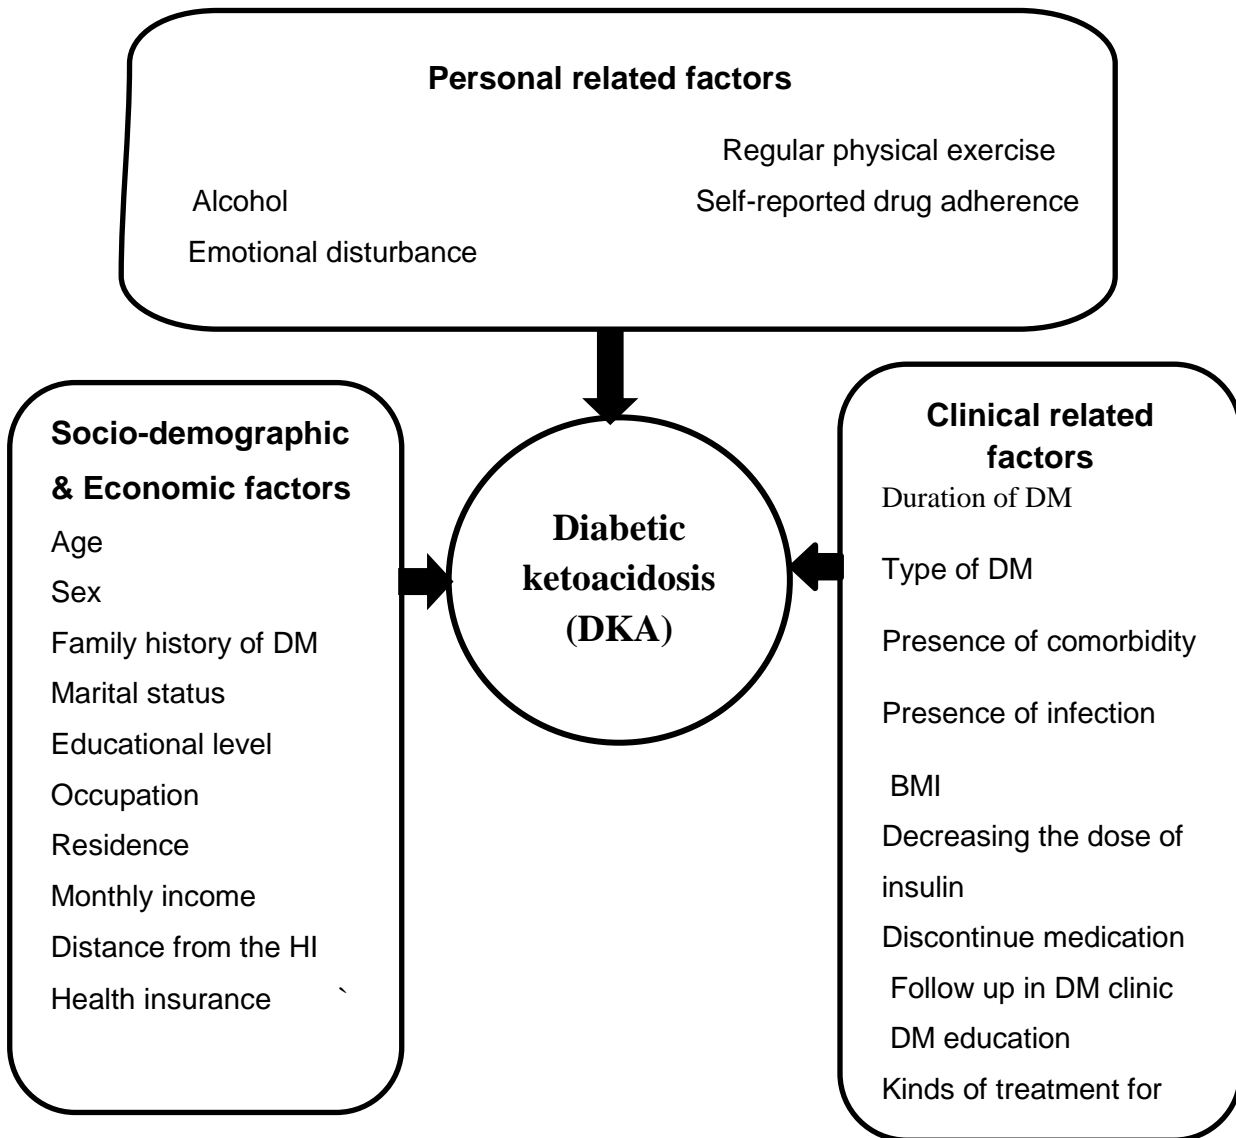 Personal related factors
Regular physical exercise
Alcohol
Self-reported drug adherence
Emotional disturbance
Socio-demographic
& Economic factors
Age
Sex
Family history of DM
Marital status
Educational level
Occupation
Residence
Monthly income
Distance from the HI
Health insurance `
Diabetic
ketoacidosis
(DKA)
Clinical related
factors
Duration of DM
Type of DM
Presence of comorbidity
Presence of infection
BMI
Decreasing the dose of
insulin
Discontinue medication
Follow up in DM clinic
DM education
Kinds of treatment for